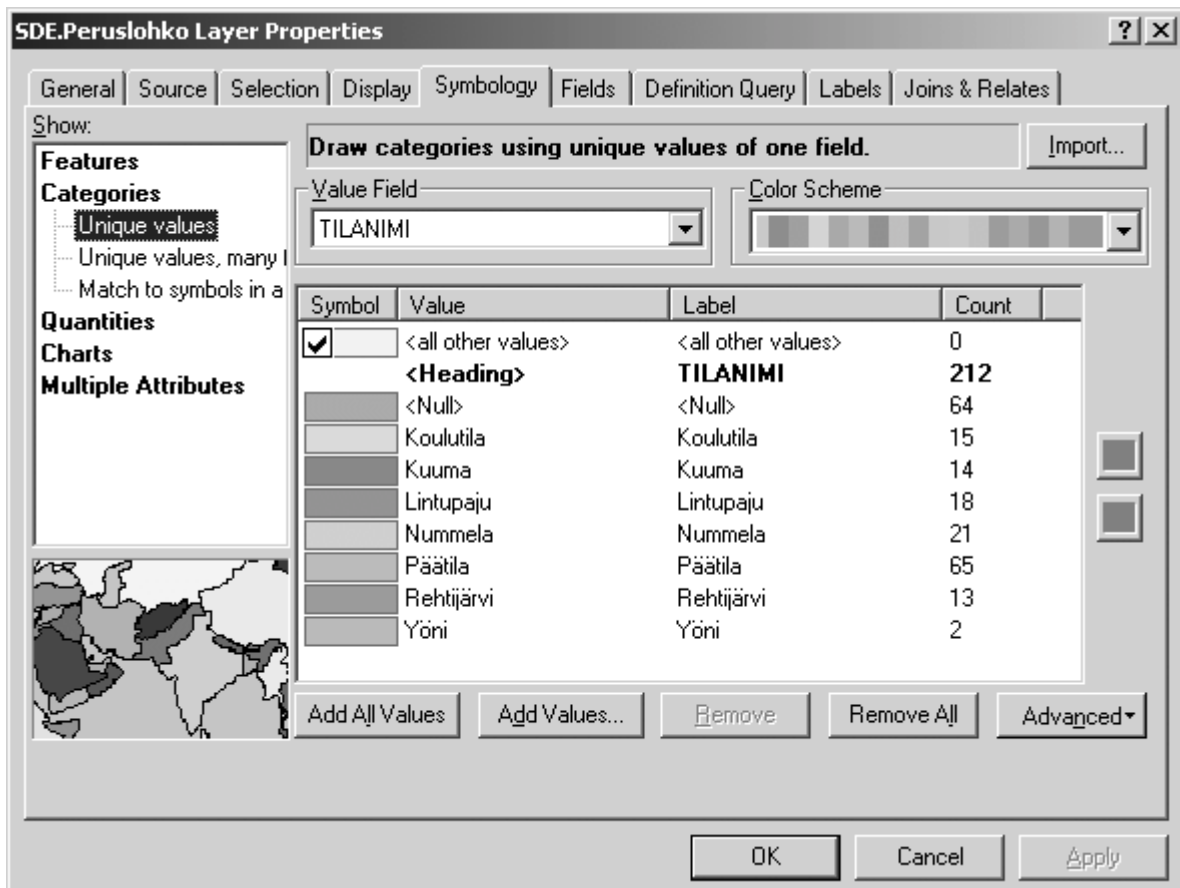 SDE.Peruslohko Layer Properties
General Source Selection Display Symbology Fields Definition Query Labels Joins & Relates
Show:
Features
Categories
Unique values
Unique values, many
Match to symbols in a
Quantities
Charts
Multiple Attributes
Draw categories using unique values of one field.
Import...
Value Field
TILANIMI
Color Scheme
Symbol Value Label Count
<all other values> <all other values> 0
<Heading> TILANIMI 212
<Null> <Null> 64
Koulutila Koulutila 15
Kuuma Kuuma 14
Lintupaju Lintupaju 18
Nummela Nummela 21
Päätila Päätila 65
Rehtijärvi Rehtijärvi 13
Yöni Yöni 2
Add All Values Add Values... Remove Remove All Advanced
OK Cancel Apply